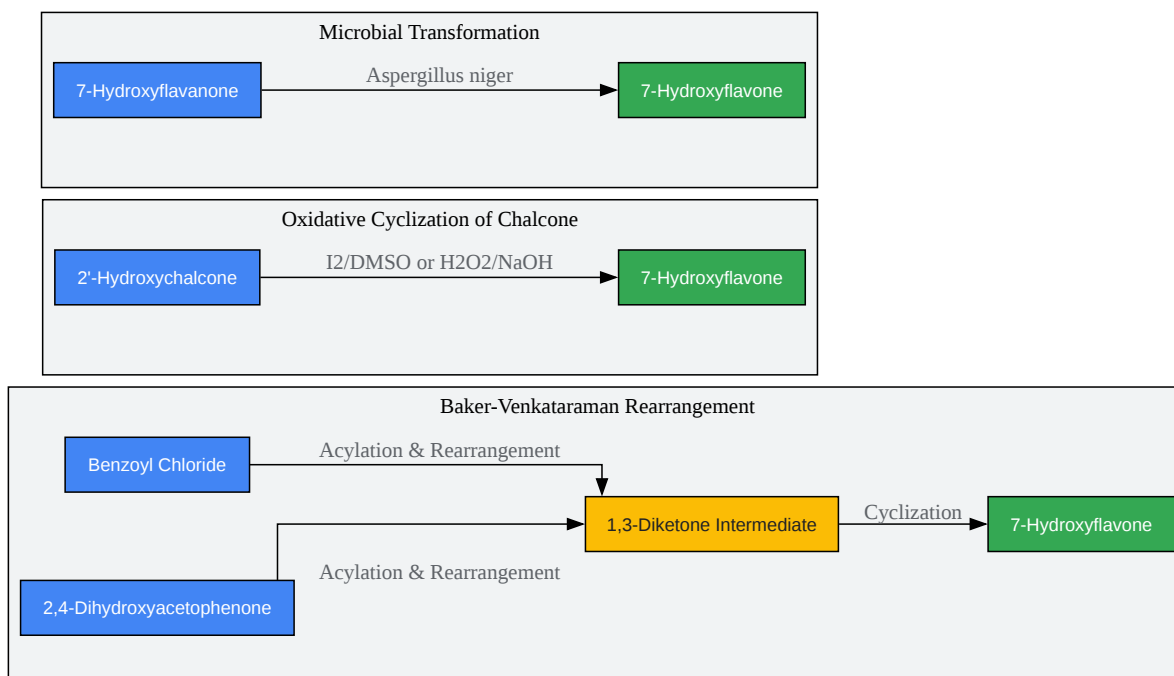 Microbial Transformation
7-Hydroxyflavanone
Aspergillus niger
7-Hydroxyflavone
Oxidative Cyclization of Chalcone
2'-Hydroxychalcone
I2/DMSO or H2O2/NaOH
7-Hydroxyflavone
Baker-Venkataraman Rearrangement
Benzoyl Chloride
Acylation & Rearrangement
1,3-Diketone Intermediate
Cyclization
7-Hydroxyflavone
Acylation & Rearrangement
2,4-Dihydroxyacetophenone